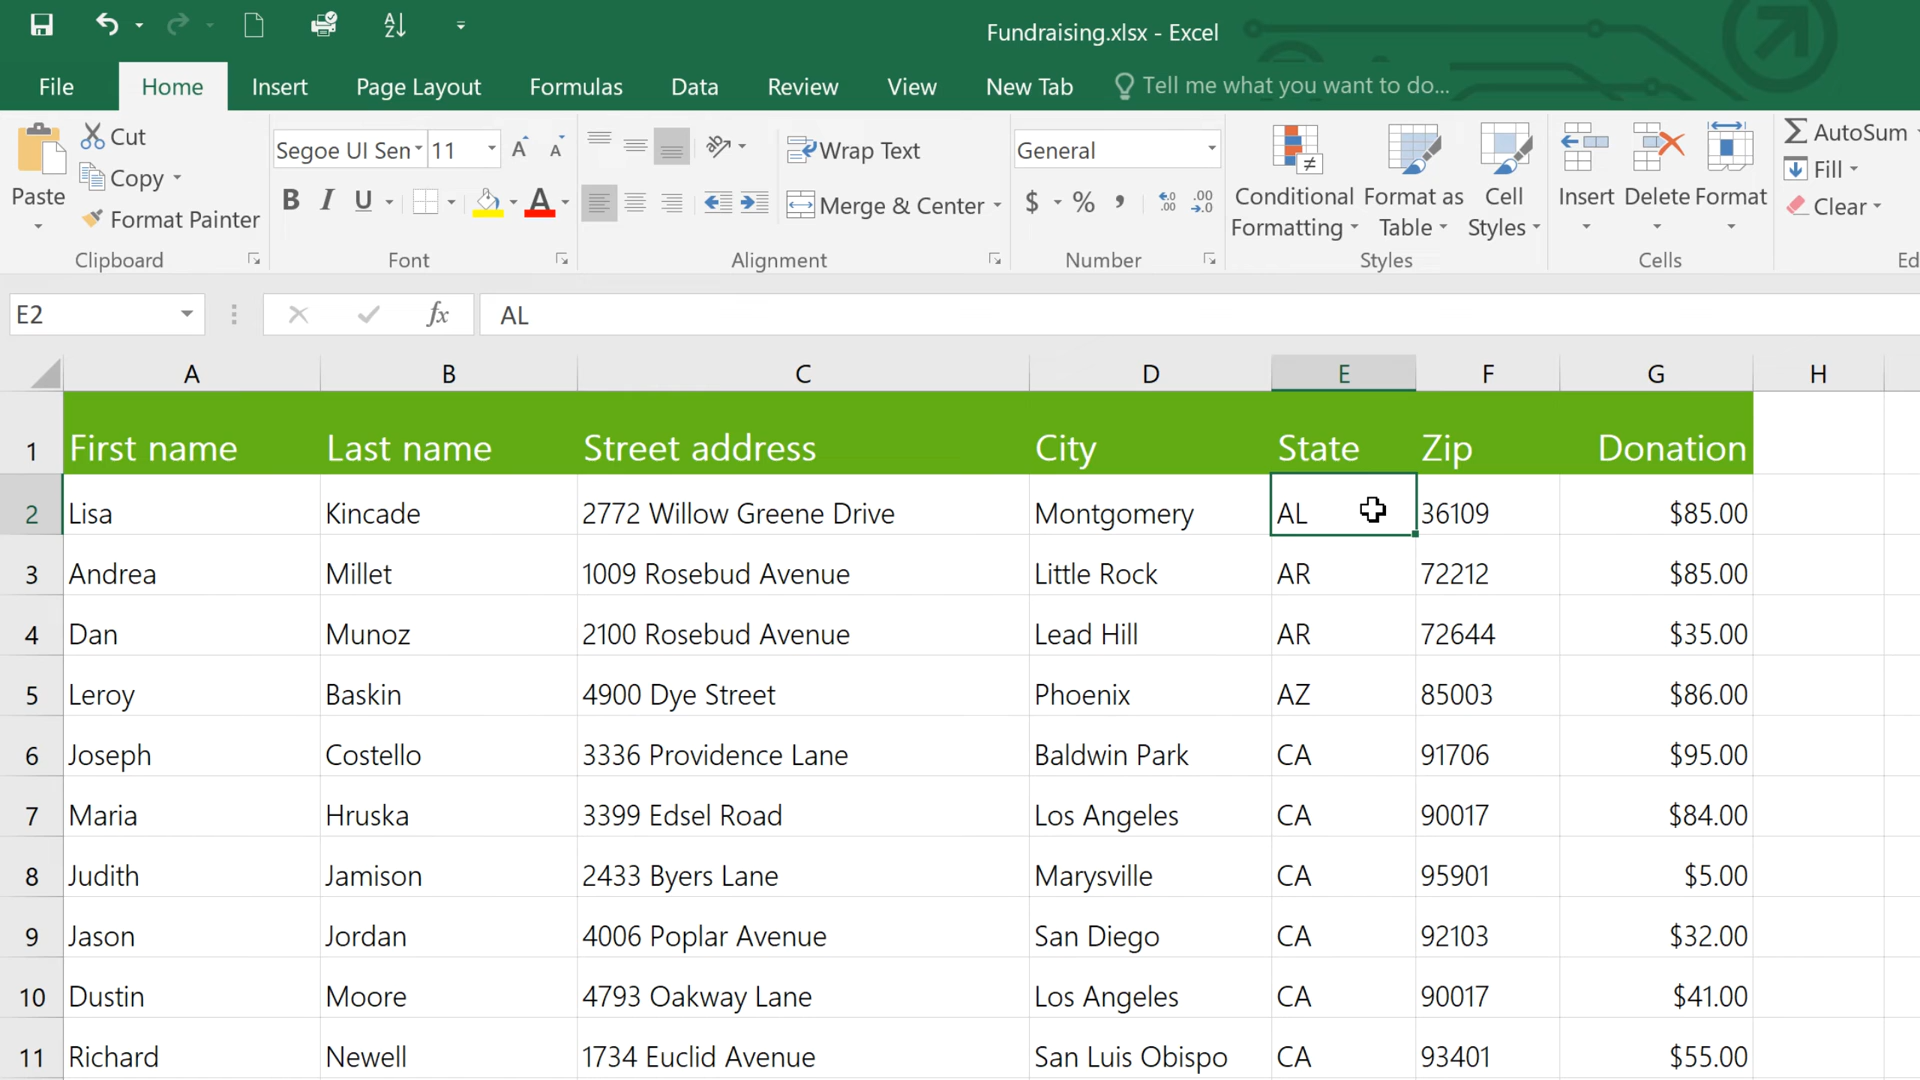 Fundraising.xlsx - Excel
File Home Insert Page Layout Formulas Data Review View New Tab Tell me what you want to do...
Cut
Copy
Format Painter
Paste
Clipboard
Segoe UI Sen 11
B I U
Font
Wrap Text
Merge & Center
Alignment
General
$ % ,
Number
Conditional Formatting
Format as Table
Cell Styles
Styles
Insert Delete Format
Cells
AutoSum
Fill
Clear
Ed
E2 fx AL
A B C D E F G H
1 First name Last name Street address City State Zip Donation
2 Lisa Kincade 2772 Willow Greene Drive Montgomery AL 36109 $85.00
3 Andrea Millet 1009 Rosebud Avenue Little Rock AR 72212 $85.00
4 Dan Munoz 2100 Rosebud Avenue Lead Hill AR 72644 $35.00
5 Leroy Baskin 4900 Dye Street Phoenix AZ 85003 $86.00
6 Joseph Costello 3336 Providence Lane Baldwin Park CA 91706 $95.00
7 Maria Hruska 3399 Edsel Road Los Angeles CA 90017 $84.00
8 Judith Jamison 2433 Byers Lane Marysville CA 95901 $5.00
9 Jason Jordan 4006 Poplar Avenue San Diego CA 92103 $32.00
10 Dustin Moore 4793 Oakway Lane Los Angeles CA 90017 $41.00
11 Richard Newell 1734 Euclid Avenue San Luis Obispo CA 93401 $55.00